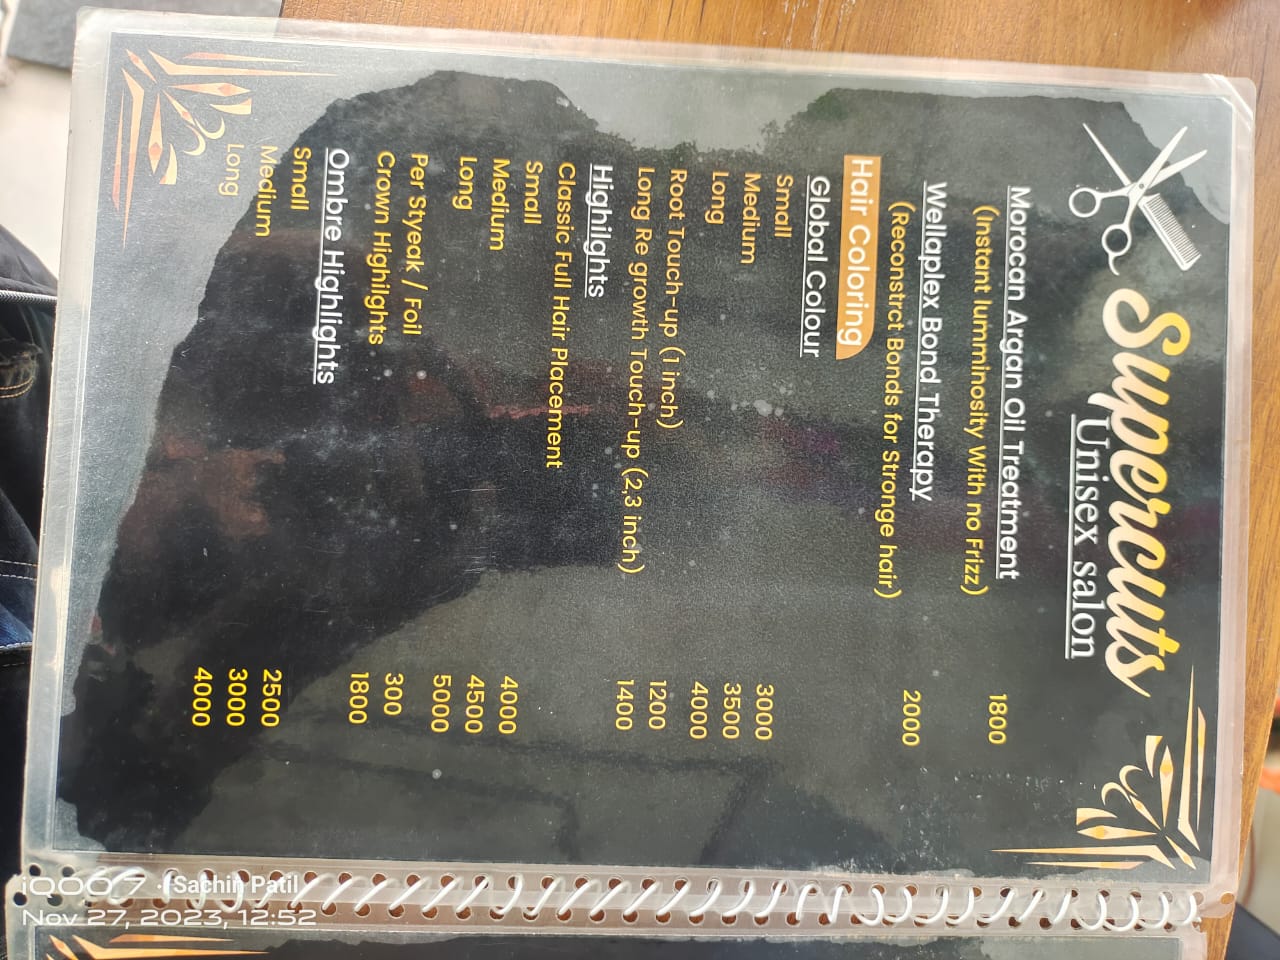 Supercuts
Unisex salon
Morocan Argan Oil Treatment 1800
(Instant lumminosity With no Frizz)
Wellaplex Bond Therapy 2000
(Reconstrct Bonds for Stronge hair)
Hair Coloring
Global Colour
Small 3000
Medium 3500
Long 4000
Root Touch-up (1 inch) 1200
Long Re growth Touch-up (2,3 inch) 1400
Highilghts
Classic Full Hair Placement
Small 4000
Medium 4500
Long 5000
Per Styeak / Foil 300
Crown Highilgts 1800
Ombre Highlights
Small 2500
Medium 3000
Long 4000
iQOO 7 · Sachin Patil
Nov 27, 2023, 12:52